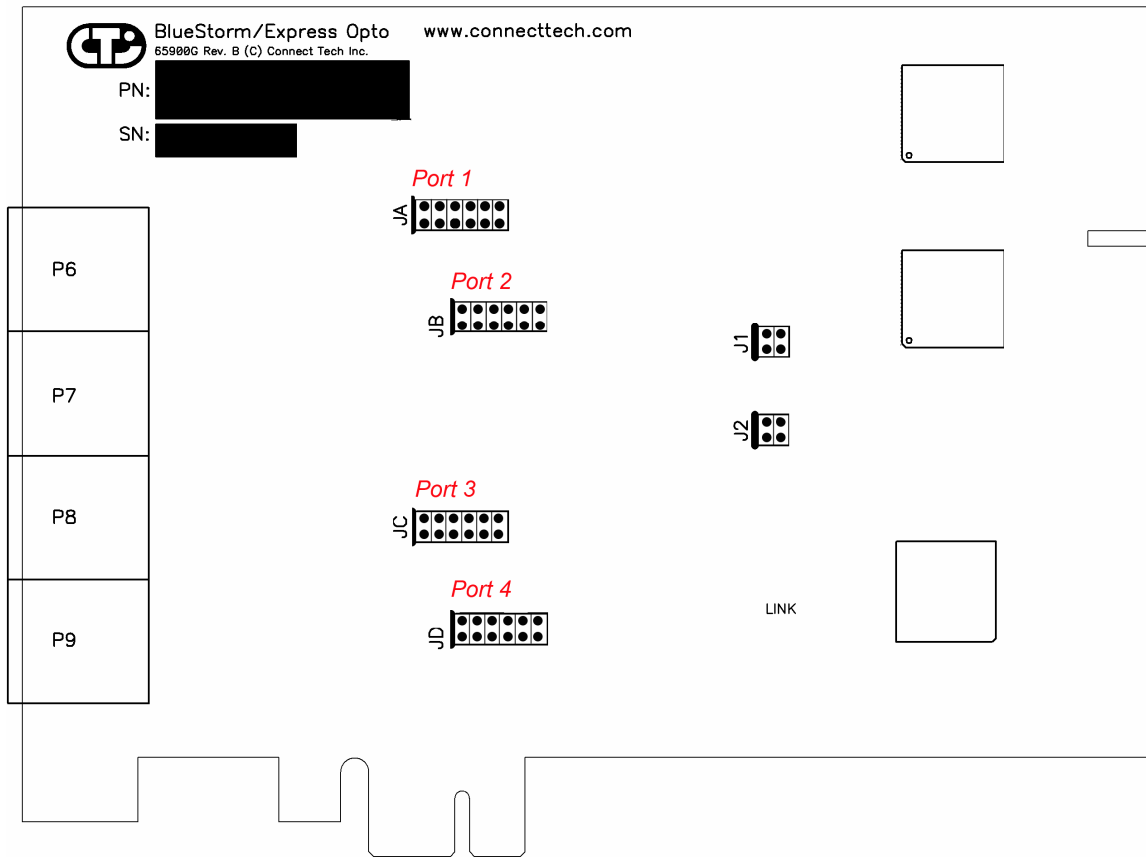 CTi
BlueStorm/Express Opto
www.connecttech.com
65900G Rev. B (C) Connect Tech Inc.
PN:
SN:
Port 1
JA
P6
Port 2
JB
J1
P7
J2
Port 3
P8
JC
Port 4
LINK
P9
JD